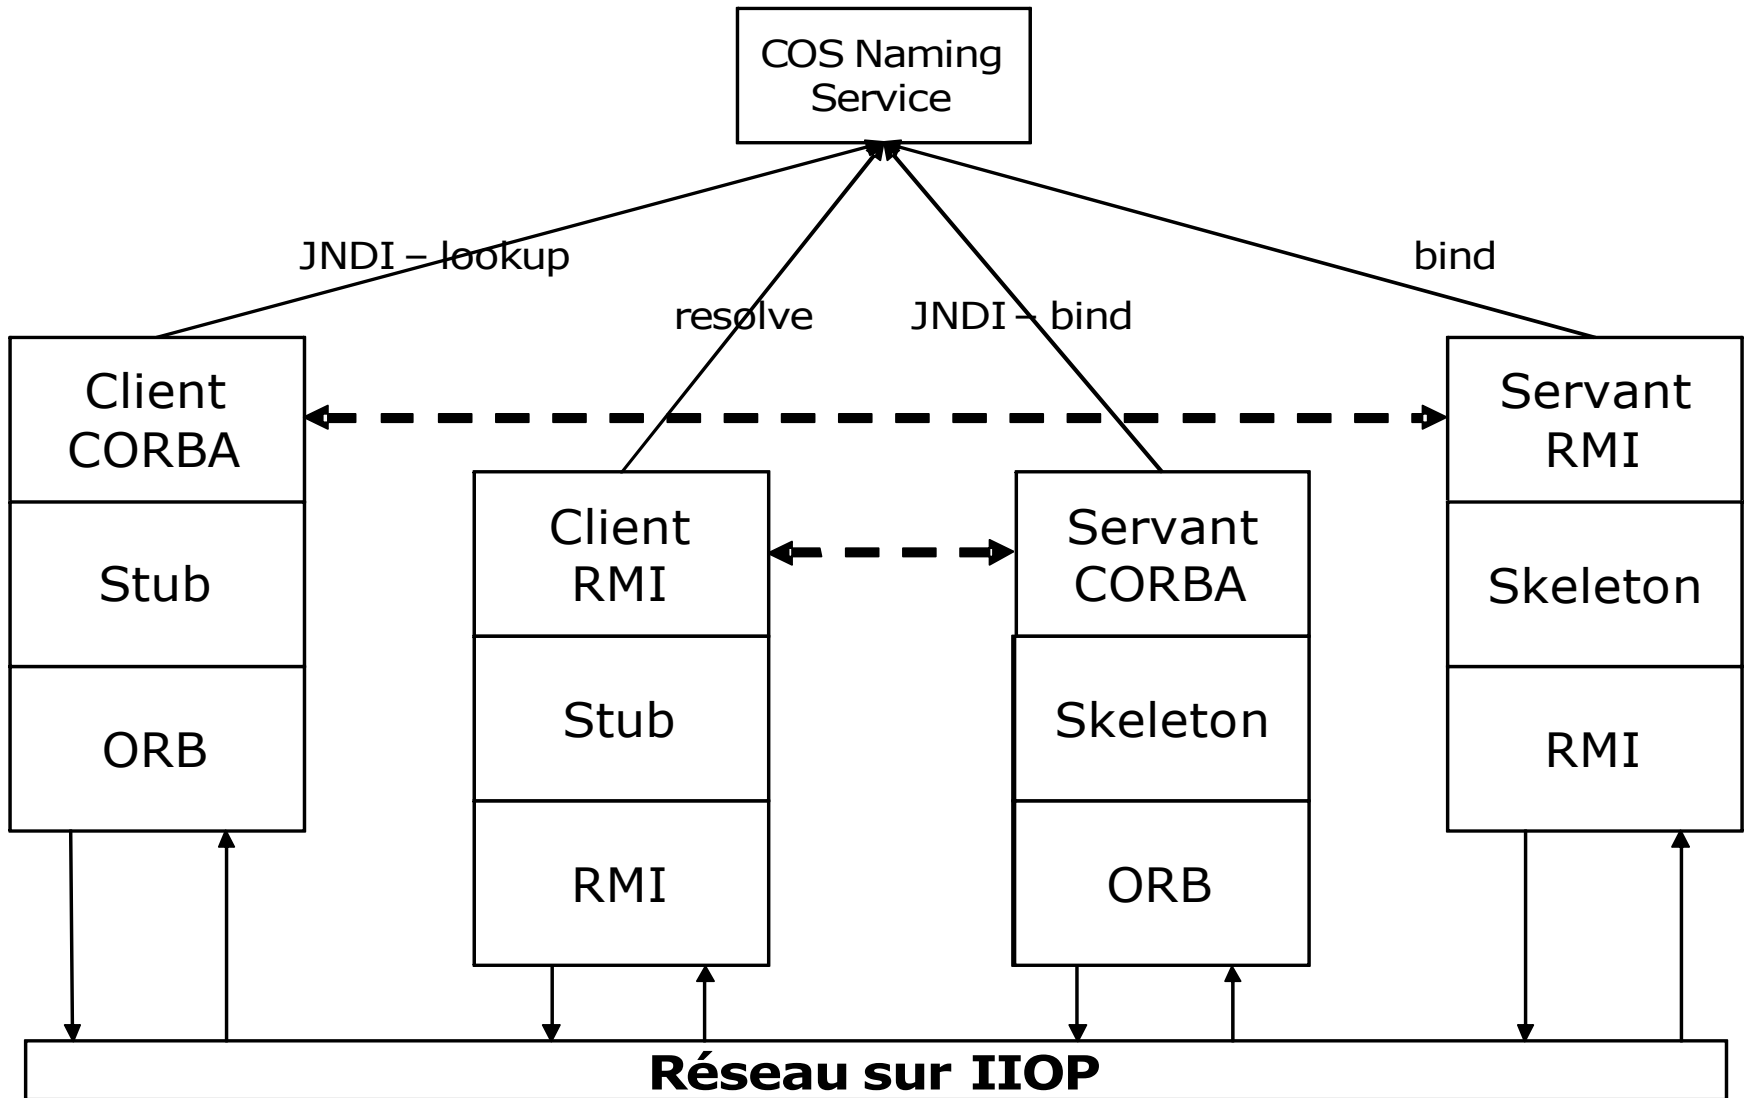 COS Naming
Service
JNDI – lookup
bind
resolve
JNDI – bind
Client
CORBA
Stub
ORB
Client
RMI
Stub
RMI
Servant
CORBA
Skeleton
ORB
Servant
RMI
Skeleton
RMI
Réseau sur IIOP